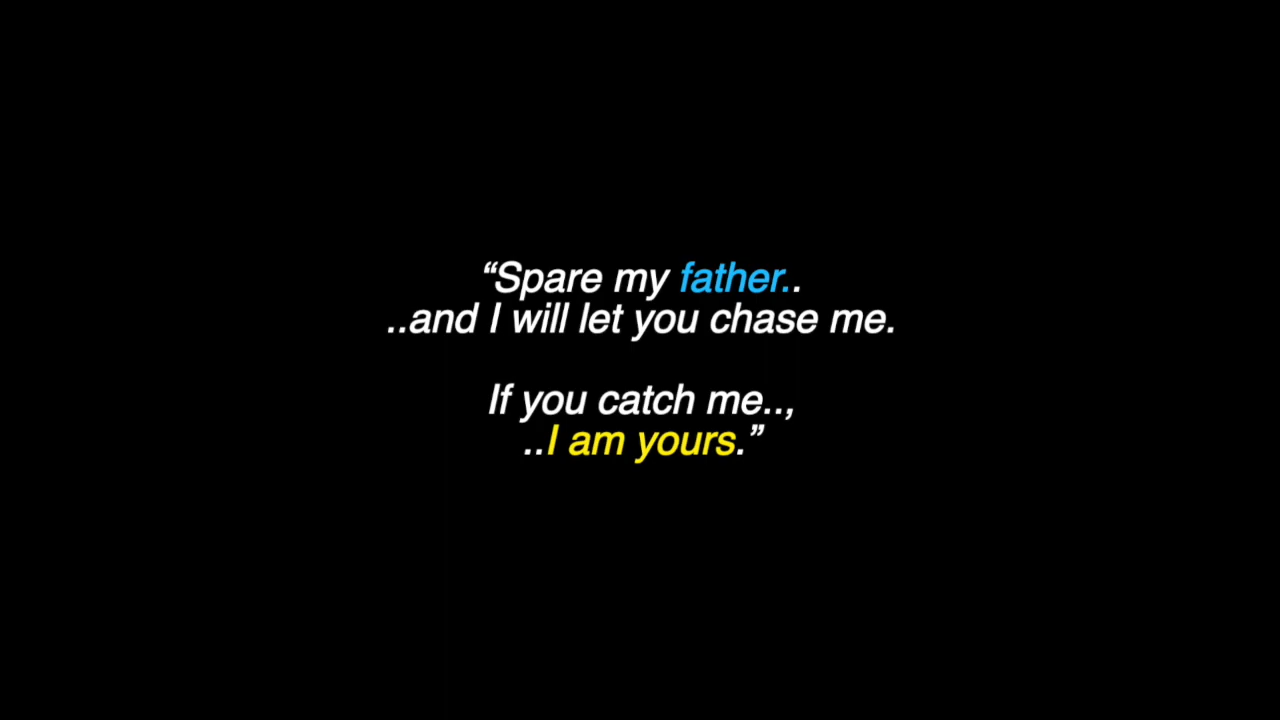 “Spare my father..
..and I will let you chase me.
If you catch me..,
..I am yours.”